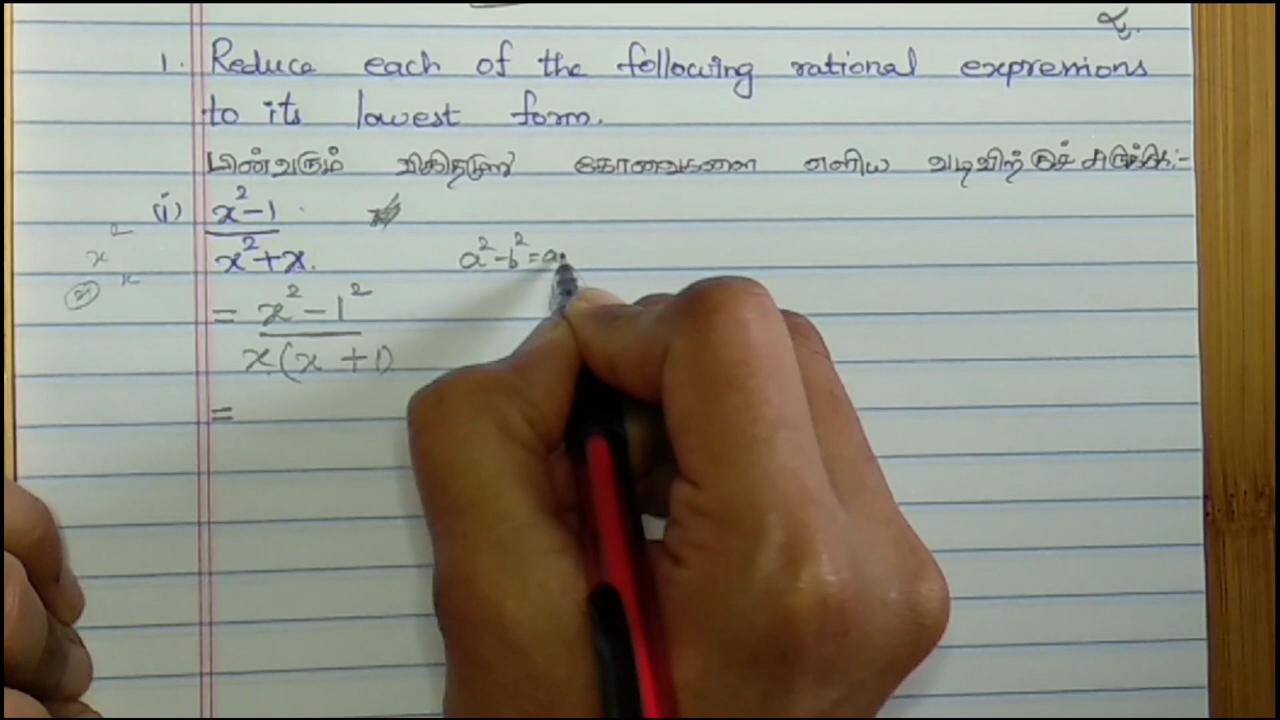 1. Reduce each of the following rational expressions
to its lowest form.
பின்வரும் விகிதமுறு கோவைகளை எளிய வடிவிற்குச் சுருக்குக:-
(i) x²-1
x²+x.
a²-b²=a
= x²-1²
x(x+1)
=